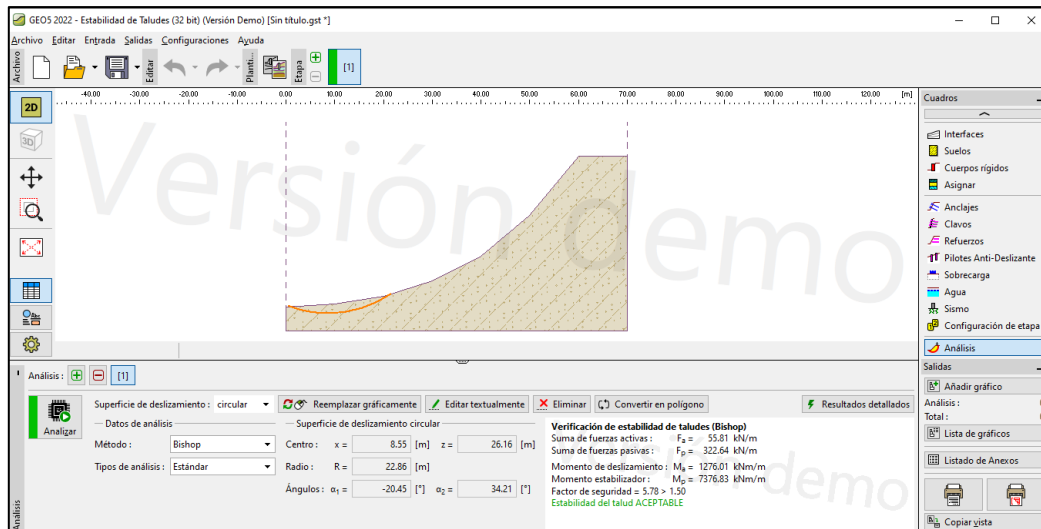 GEO5 2022 - Estabilidad de Taludes (32 bit) (Versión Demo) [Sin título.gst *]
Archivo Editar Entrada Salidas Configuraciones Ayuda
Archivo
Editar
Planti...
Etapa
[1]
2D
3D
-40.00 -30.00 -20.00 -10.00 0.00 10.00 20.00 30.00 40.00 50.00 60.00 70.00 80.00 90.00 100.00 110.00 120.00 [m]
Versión demo
Cuadros
Interfaces
Suelos
Cuerpos rígidos
Asignar
Anclajes
Clavos
Refuerzos
Pilotes Anti-Deslizante
Sobrecarga
Agua
Sismo
Configuración de etapa
Análisis
Salidas
Añadir gráfico
Análisis :
Total :
Lista de gráficos
Listado de Anexos
Copiar vista
Análisis
Análisis : [1]
Analizar
Superficie de deslizamiento : circular
Reemplazar gráficamente
Editar textualmente
Eliminar
Convertir en polígono
Resultados detallados
Datos de análisis
Método : Bishop
Tipos de análisis : Estándar
Superficie de deslizamiento circular
Centro : x = 8.55 [m] z = 26.16 [m]
Radio : R = 22.86 [m]
Ángulos : α1 = -20.45 [°] α2 = 34.21 [°]
Verificación de estabilidad de taludes (Bishop)
Suma de fuerzas activas : Fa = 55.81 kN/m
Suma de fuerzas pasivas : Fp = 322.64 kN/m
Momento de deslizamiento : Ma = 1276.01 kNm/m
Momento estabilizador : Mp = 7376.83 kNm/m
Factor de seguridad = 5.78 > 1.50
Estabilidad del talud ACEPTABLE
Versión demo